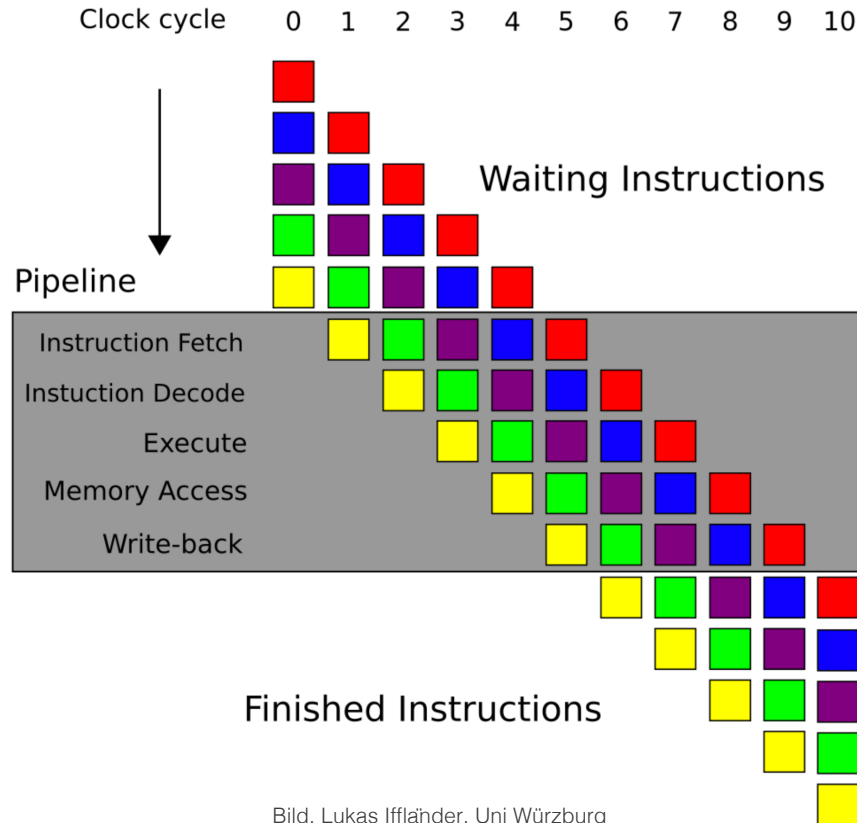 Clock cycle 0 1 2 3 4 5 6 7 8 9 10
Waiting Instructions
Pipeline
Instruction Fetch
Instuction Decode
Execute
Memory Access
Write-back
Finished Instructions
Bild. Lukas Iffländer, Uni Würzburg